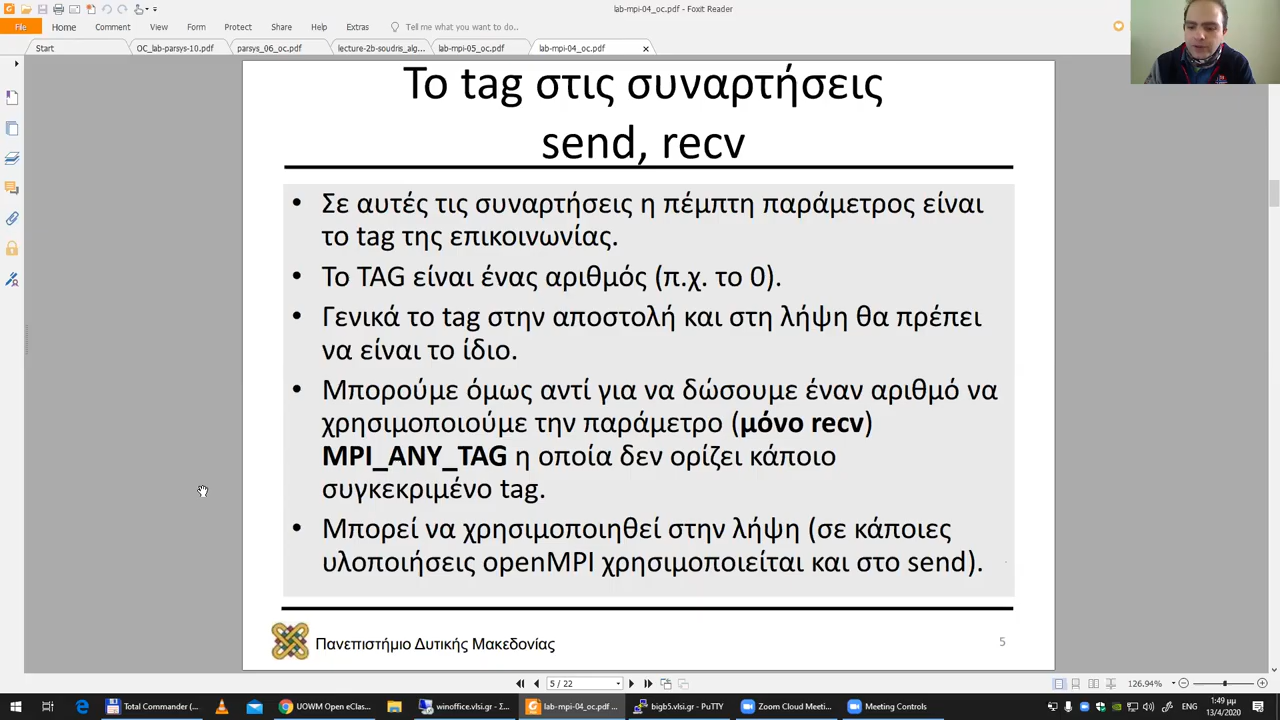 lab-mpi-04_oc.pdf - Foxit Reader
File Home Comment View Form Protect Share Help Extras Tell me what you want to do...
Start OC_lab-parsys-10.pdf parsys_06_oc.pdf lecture-2b-soudris_alg... lab-mpi-05_oc.pdf lab-mpi-04_oc.pdf
Το tag στις συναρτήσεις
send, recv
• Σε αυτές τις συναρτήσεις η πέμπτη παράμετρος είναι
το tag της επικοινωνίας.
• Το TAG είναι ένας αριθμός (π.χ. το 0).
• Γενικά το tag στην αποστολή και στη λήψη θα πρέπει
να είναι το ίδιο.
• Μπορούμε όμως αντί για να δώσουμε έναν αριθμό να
χρησιμοποιούμε την παράμετρο (μόνο recv)
MPI_ANY_TAG η οποία δεν ορίζει κάποιο
συγκεκριμένο tag.
• Μπορεί να χρησιμοποιηθεί στην λήψη (σε κάποιες
υλοποιήσεις openMPI χρησιμοποιείται και στο send).
Πανεπιστήμιο Δυτικής Μακεδονίας
5
5 / 22
126.94%
Total Commander (... UOWM Open eClas... winoffice.vlsi.gr - Σ... lab-mpi-04_oc.pdf ... bigb5.vlsi.gr - PuTTY Zoom Cloud Meeti... Meeting Controls
1:49 μμ
13/4/2020